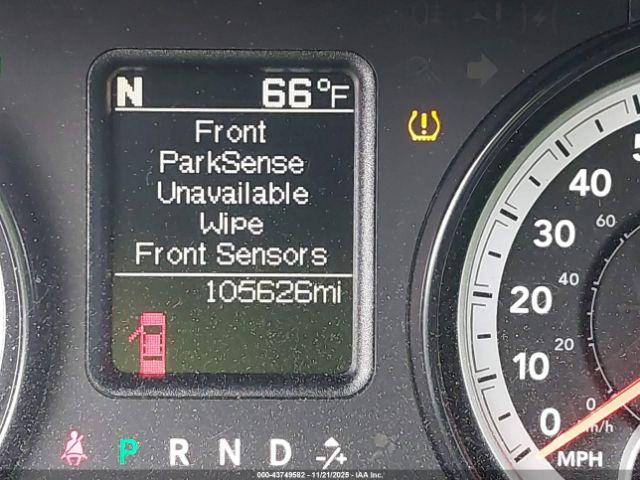 N 66°F
Front
ParkSense
Unavailable
Wipe
Front Sensors
105626mi
P R N D
50
40
30
20
10
0
60
40
20
0
MPH
000-43749582 - 11/21/2025 - IAA Inc.